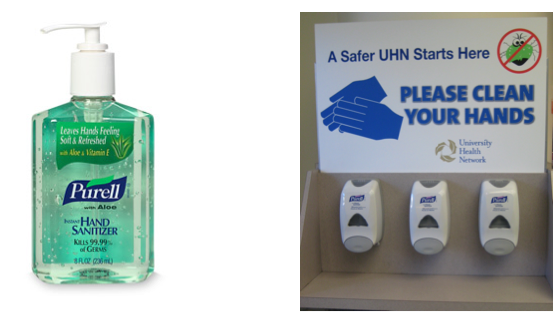 Leaves Hands Feeling
Soft & Refreshed
with Aloe & Vitamin E
Purell
with Aloe
INSTANT HAND
SANITIZER
KILLS 99.99%
of GERMS
8 FL OZ (236 mL)
A Safer UHN Starts Here
PLEASE CLEAN
YOUR HANDS
University
Health
Network
PURELL
PURELL
PURELL